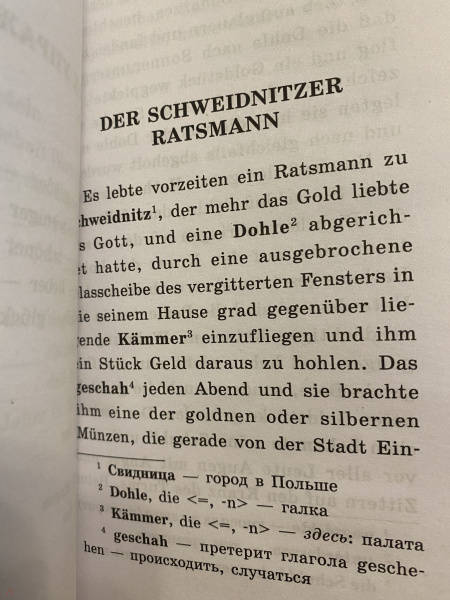 DER SCHWEIDNITZER
RATSMANN
Es lebte vorzeiten ein Ratsmann zu
chweidnitz¹, der mehr das Gold liebte
s Gott, und eine Dohle² abgerich-
et hatte, durch eine ausgebrochene
lasscheibe des vergitterten Fensters in
ie seinem Hause grad gegenüber lie-
gende Kämmer³ einzufliegen und ihm
in Stück Geld daraus zu hohlen. Das
geschah⁴ jeden Abend und sie brachte
ihm eine der goldnen oder silbernen
Münzen, die gerade von der Stadt Ein-
¹ Свидница — город в Польше
² Dohle, die <=, -n> — галка
³ Kämmer, die <=, -n> — здесь: палата
⁴ geschah — претерит глагола gesche-
hen — происходить, случаться